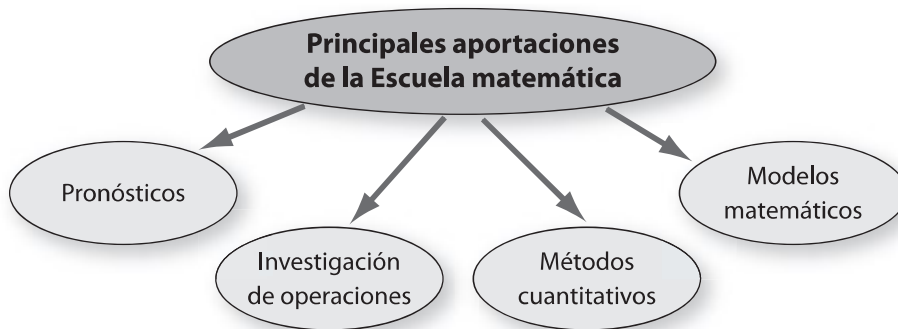 Principales aportaciones
de la Escuela matemática
Pronósticos
Investigación
de operaciones
Métodos
cuantitativos
Modelos
matemáticos